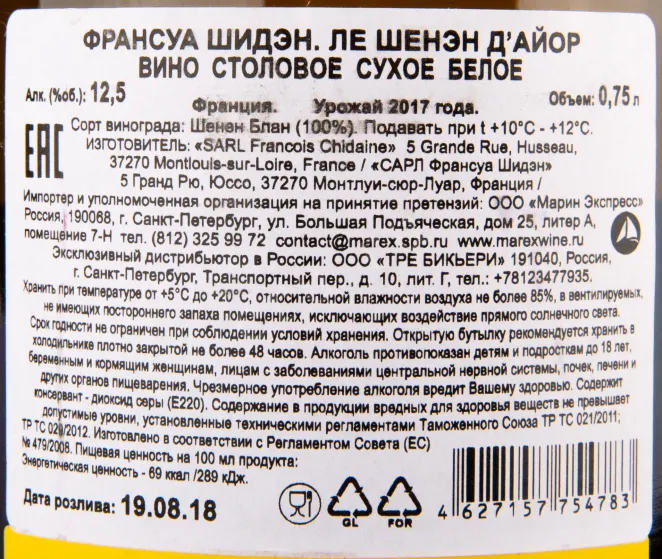 ФРАНСУА ШИДЭН. ЛЕ ШЕНЭН Д’АЙОР
ВИНО СТОЛОВОЕ СУХОЕ БЕЛОЕ
Алк. (%об.): 12,5
Объем: 0,75 л
Франция. Урожай 2017 года.
Сорт винограда: Шенен Блан (100%). Подавать при t +10°C - +12°C.
EAC
ИЗГОТОВИТЕЛЬ: «SARL Francois Chidaine» 5 Grande Rue, Husseau,
37270 Montlouis-sur-Loire, France / «САРЛ Франсуа Шидэн»
5 Гранд Рю, Юссо, 37270 Монтлуи-сюр-Луар, Франция /
Импортер и уполномоченная организация на принятие претензий: ООО «Марин Экспресс»
Россия, 190068, г. Санкт-Петербург, ул. Большая Подъяческая, дом 25, литер А,
помещение 7-Н тел. (812) 325 99 72 contact@marex.spb.ru www.marexwine.ru
Эксклюзивный дистрибьютор в России: ООО «ТРЕ БИКЬЕРИ» 191040, Россия,
г. Санкт-Петербург, Транспортный пер., д. 10, лит. Г, тел.: +78123477935.
Хранить при температуре от +5°C до +20°C, относительной влажности воздуха не более 85%, в вентилируемых,
не имеющих постороннего запаха помещениях, исключающих воздействие прямого солнечного света.
Срок годности не ограничен при соблюдении условий хранения. Открытую бутылку рекомендуется хранить в
холодильнике плотно закрытой не более 48 часов. Алкоголь противопоказан детям и подросткам до 18 лет,
беременным и кормящим женщинам, лицам с заболеваниями центральной нервной системы, почек, печени и
других органов пищеварения. Чрезмерное употребление алкоголя вредит Вашему здоровью. Содержит
консервант - диоксид серы (Е220). Содержание в продукции вредных для здоровья веществ не превышает
допустимые уровни, установленные техническими регламентами Таможенного Союза ТР ТС 021/2011;
ТР ТС 029/2012. Изготовлено в соответствии с Регламентом Совета (ЕС)
№ 479/2008. Пищевая ценность на 100 мл продукта:
Энергетическая ценность - 69 ккал /289 кДж.
Дата розлива: 19.08.18
GL FOR
4 627157 754783